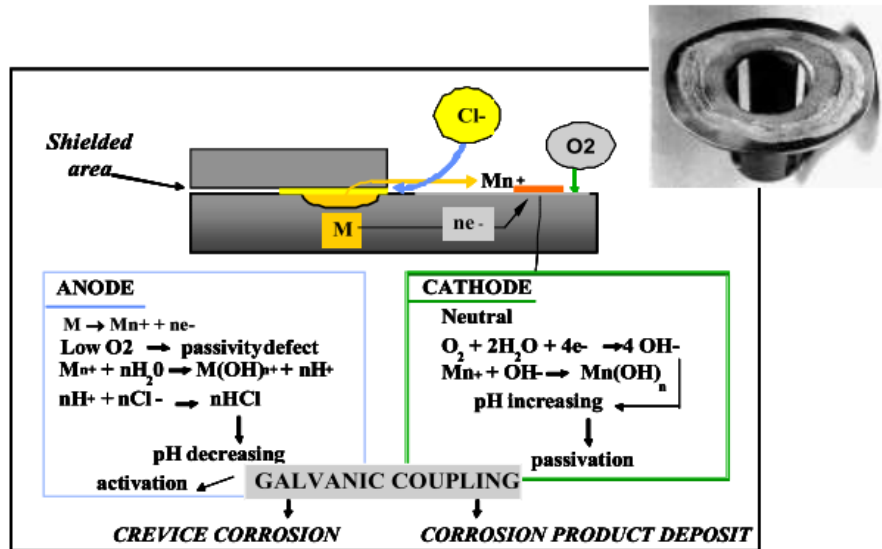 Shielded
area
Cl-
O2
Mn+
M
ne-
ANODE
M → Mn+ + ne-
Low O2 → passivity defect
Mn+ + nH2O → M(OH)n+ + nH+
nH+ + nCl- → nHCl
pH decreasing
activation
CATHODE
Neutral
O2 + 2H2O + 4e- → 4 OH-
Mn+ + OH- → Mn(OH)n
pH increasing
passivation
GALVANIC COUPLING
CREVICE CORROSION
CORROSION PRODUCT DEPOSIT